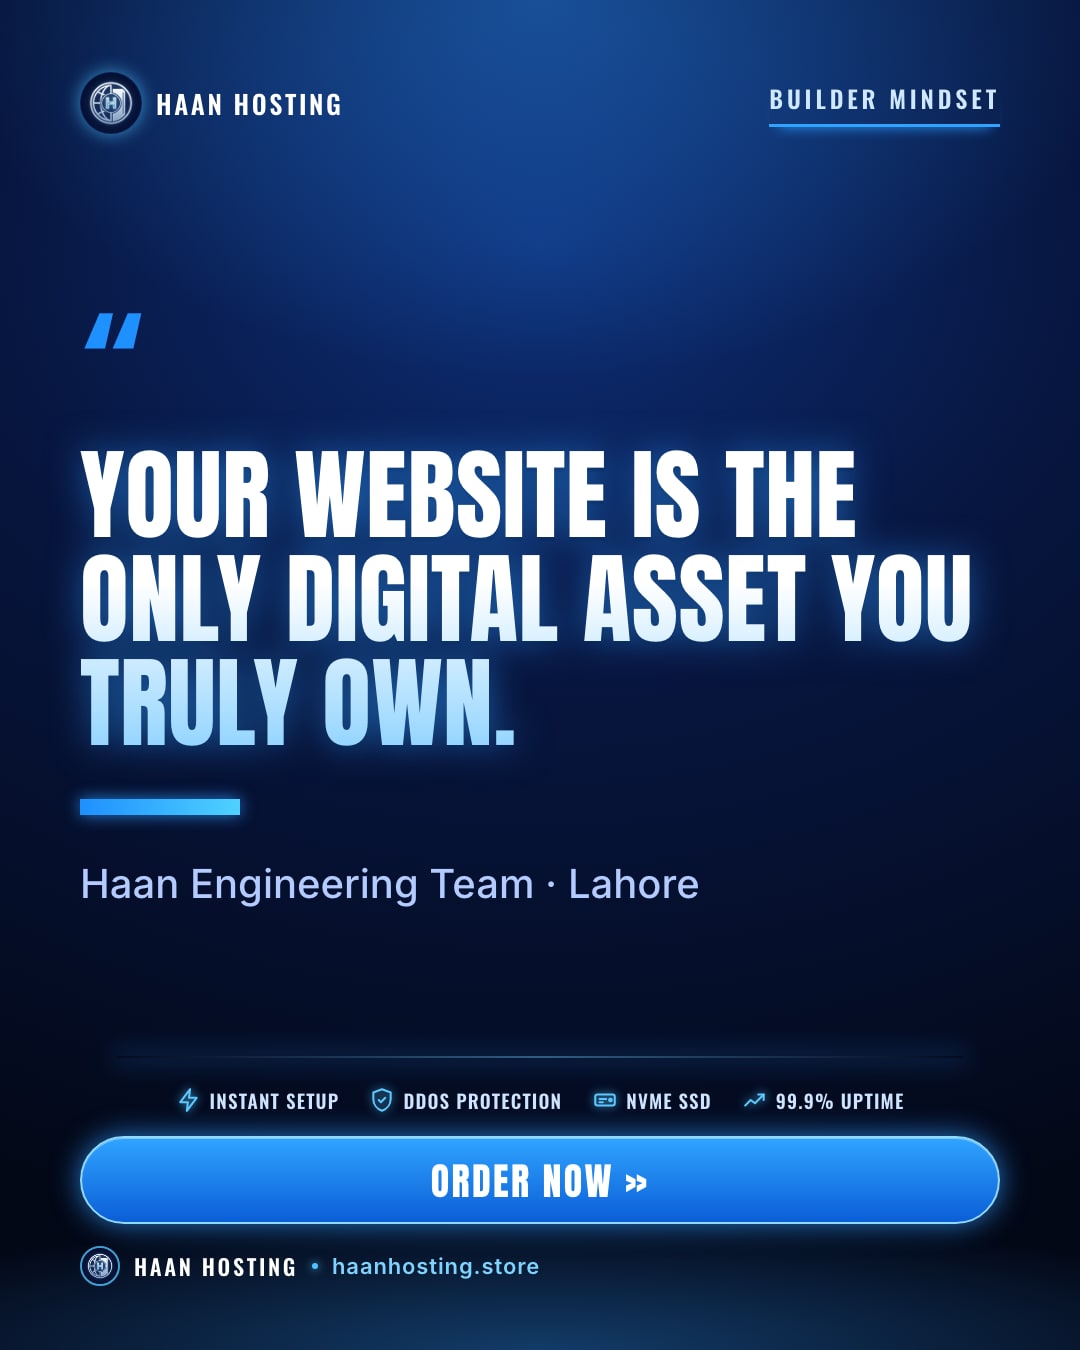 HAAN HOSTING
BUILDER MINDSET
“
YOUR WEBSITE IS THE
ONLY DIGITAL ASSET YOU
TRULY OWN.
Haan Engineering Team · Lahore
INSTANT SETUP DDOS PROTECTION NVME SSD 99.9% UPTIME
ORDER NOW »
HAAN HOSTING • haanhosting.store